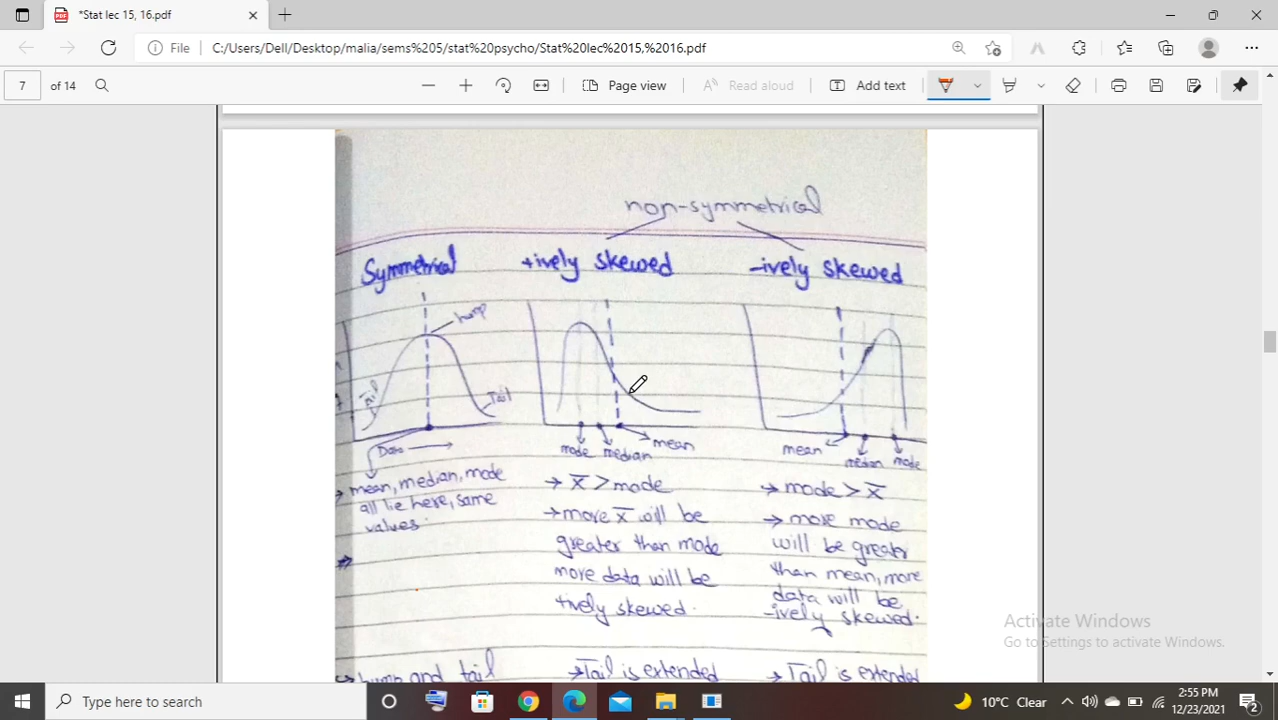 *Stat lec 15, 16.pdf
File
C:/Users/Dell/Desktop/malia/sems%205/stat%20psycho/Stat%20lec%2015,%2016.pdf
7 of 14
Page view
Read aloud
Add text
non-symmetrical
Symmetrical
+ively skewed
-ively skewed
hump
Tail
Tail
Data
mode median mean
mean median mode
mean, median, mode
all lie here, same
values.
→ x̄ > mode
→ more x̄ will be
greater than mode
more data will be
+ively skewed.
→ mode > x̄
→ more mode
will be greater
than mean, more
data will be
-ively skewed.
→ hump and tail
→ Tail is extended
→ Tail is extended
Activate Windows
Go to Settings to activate Windows.
Type here to search
10°C Clear
2:55 PM
12/23/2021
2